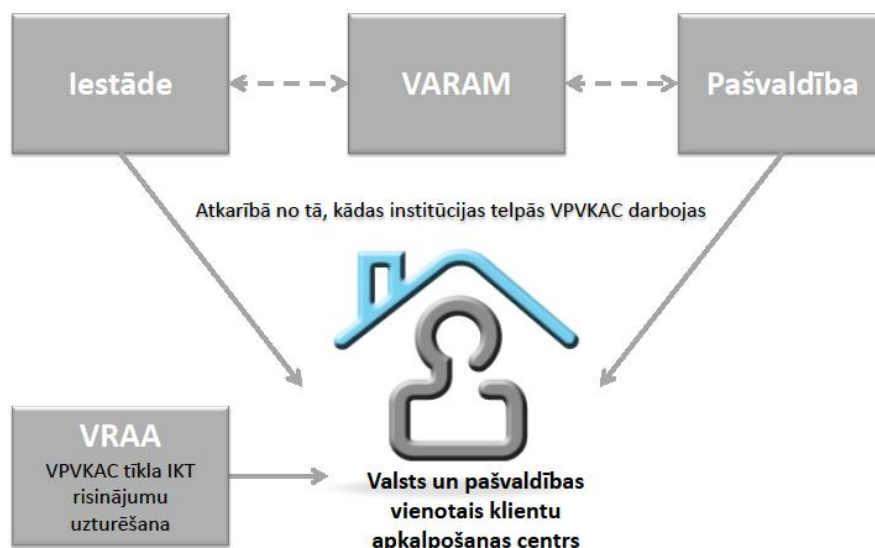 Iestāde
VARAM
Pašvaldība
Atkarībā no tā, kādas institūcijas telpās VPVKAC darbojas
VRAA
VPVKAC tīkla IKT
risinājumu
uzturēšana
Valsts un pašvaldības
vienotais klientu
apkalpošanas centrs